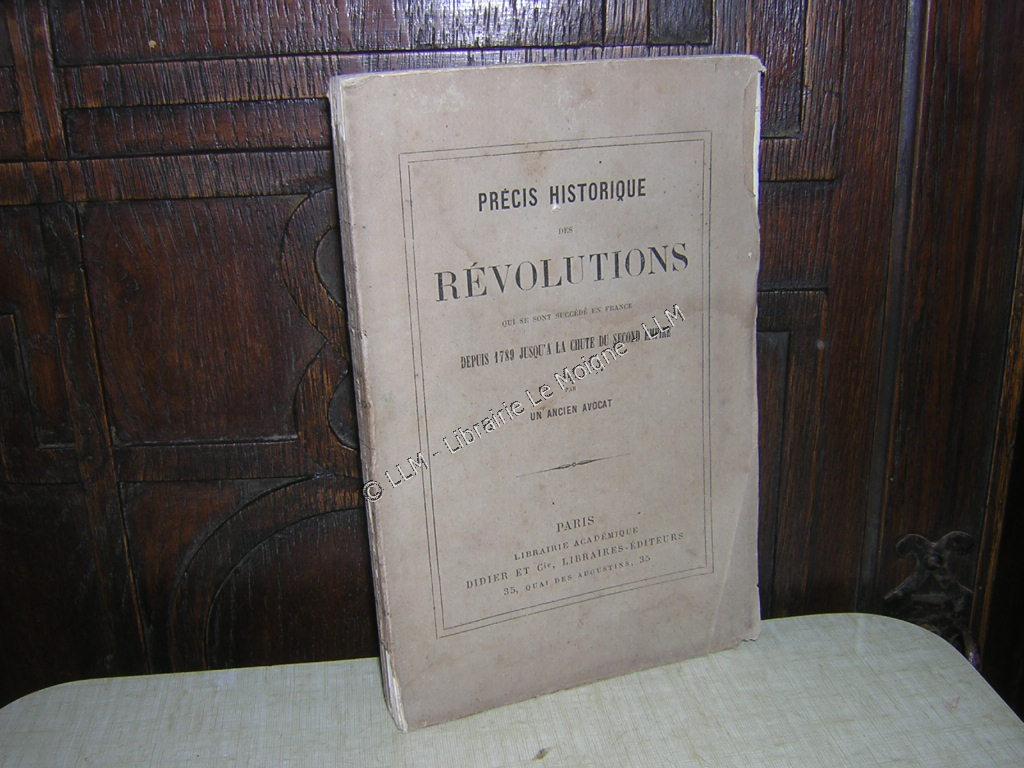 PRÉCIS HISTORIQUE
DES
RÉVOLUTIONS
QUI SE SONT SUCCÉDÉ EN FRANCE
DEPUIS 1789 JUSQU'A LA CHUTE DU SECOND EMPIRE
PAR
UN ANCIEN AVOCAT
PARIS
LIBRAIRIE ACADÉMIQUE
DIDIER ET Cie, LIBRAIRES-ÉDITEURS
35, QUAI DES AUGUSTINS, 35
© LLM - Librairie Le Moigne - LLM